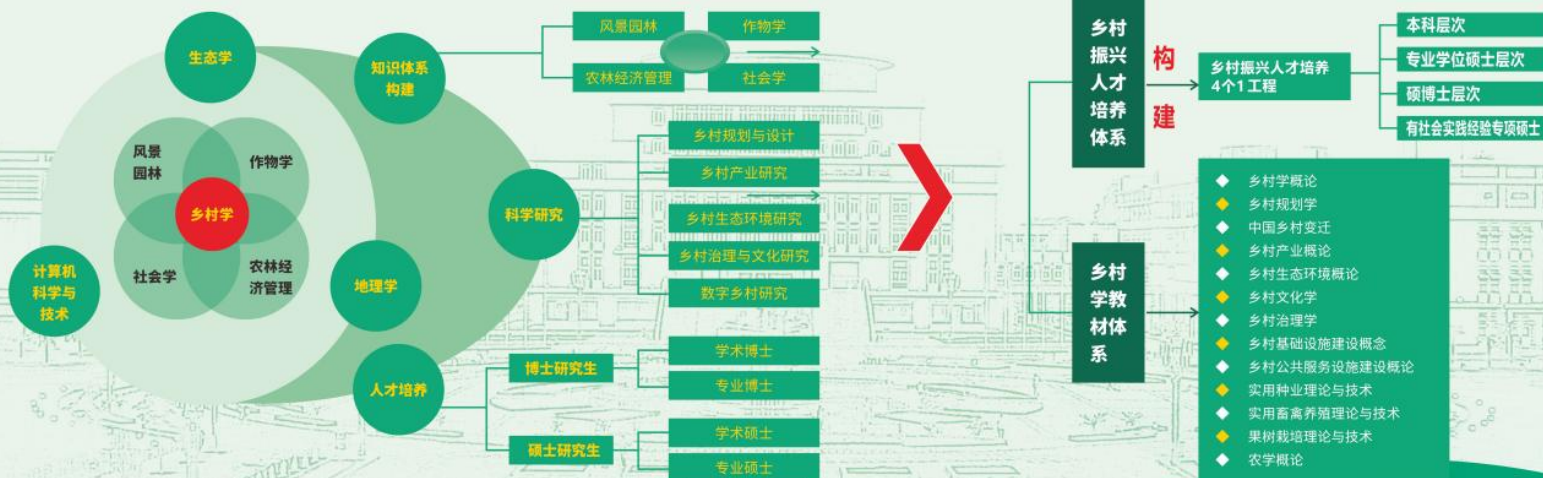 生态学
风景
园林
作物学
乡村学
社会学
农林经
济管理
计算机
科学与
技术
地理学
知识体系
构建
科学研究
人才培养
风景园林
作物学
农林经济管理
社会学
乡村规划与设计
乡村产业研究
乡村生态环境研究
乡村治理与文化研究
数字乡村研究
博士研究生
学术博士
专业博士
硕士研究生
学术硕士
专业硕士
乡村
振兴
人才
培养
体系
构
建
乡村振兴人才培养
4个1工程
本科层次
专业学位硕士层次
硕博士层次
有社会实践经验专项硕士
乡村
学教
材体
系
乡村学概论
乡村规划学
中国乡村变迁
乡村产业概论
乡村生态环境概论
乡村文化学
乡村治理学
乡村基础设施建设概念
乡村公共服务设施建设概论
实用种业理论与技术
实用畜禽养殖理论与技术
果树栽培理论与技术
农学概论